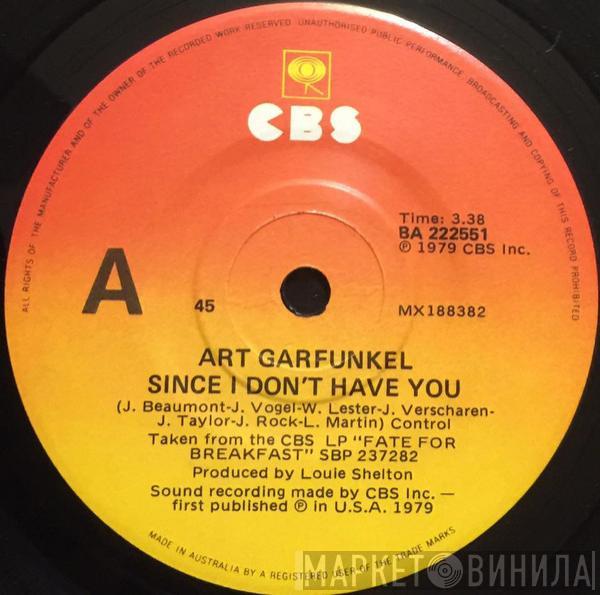 ALL RIGHTS OF THE MANUFACTURER AND OF THE OWNER OF THE RECORDED WORK RESERVED. UNAUTHORISED PUBLIC PERFORMANCE, BROADCASTING AND COPYING OF THIS RECORD PROHIBITED
CBS
Time: 3.38
BA 222551
℗ 1979 CBS Inc.
A
45
MX188382
ART GARFUNKEL
SINCE I DON'T HAVE YOU
(J. Beaumont-J. Vogel-W. Lester-J. Verscharen-
J. Taylor-J. Rock-L. Martin) Control
Taken from the CBS LP "FATE FOR
BREAKFAST" SBP 237282
Produced by Louie Shelton
Sound recording made by CBS Inc. —
first published ℗ in U.S.A. 1979
MADE IN AUSTRALIA BY A REGISTERED USER OF THE TRADE MARKS
МАРКЕТ ВИНИЛА